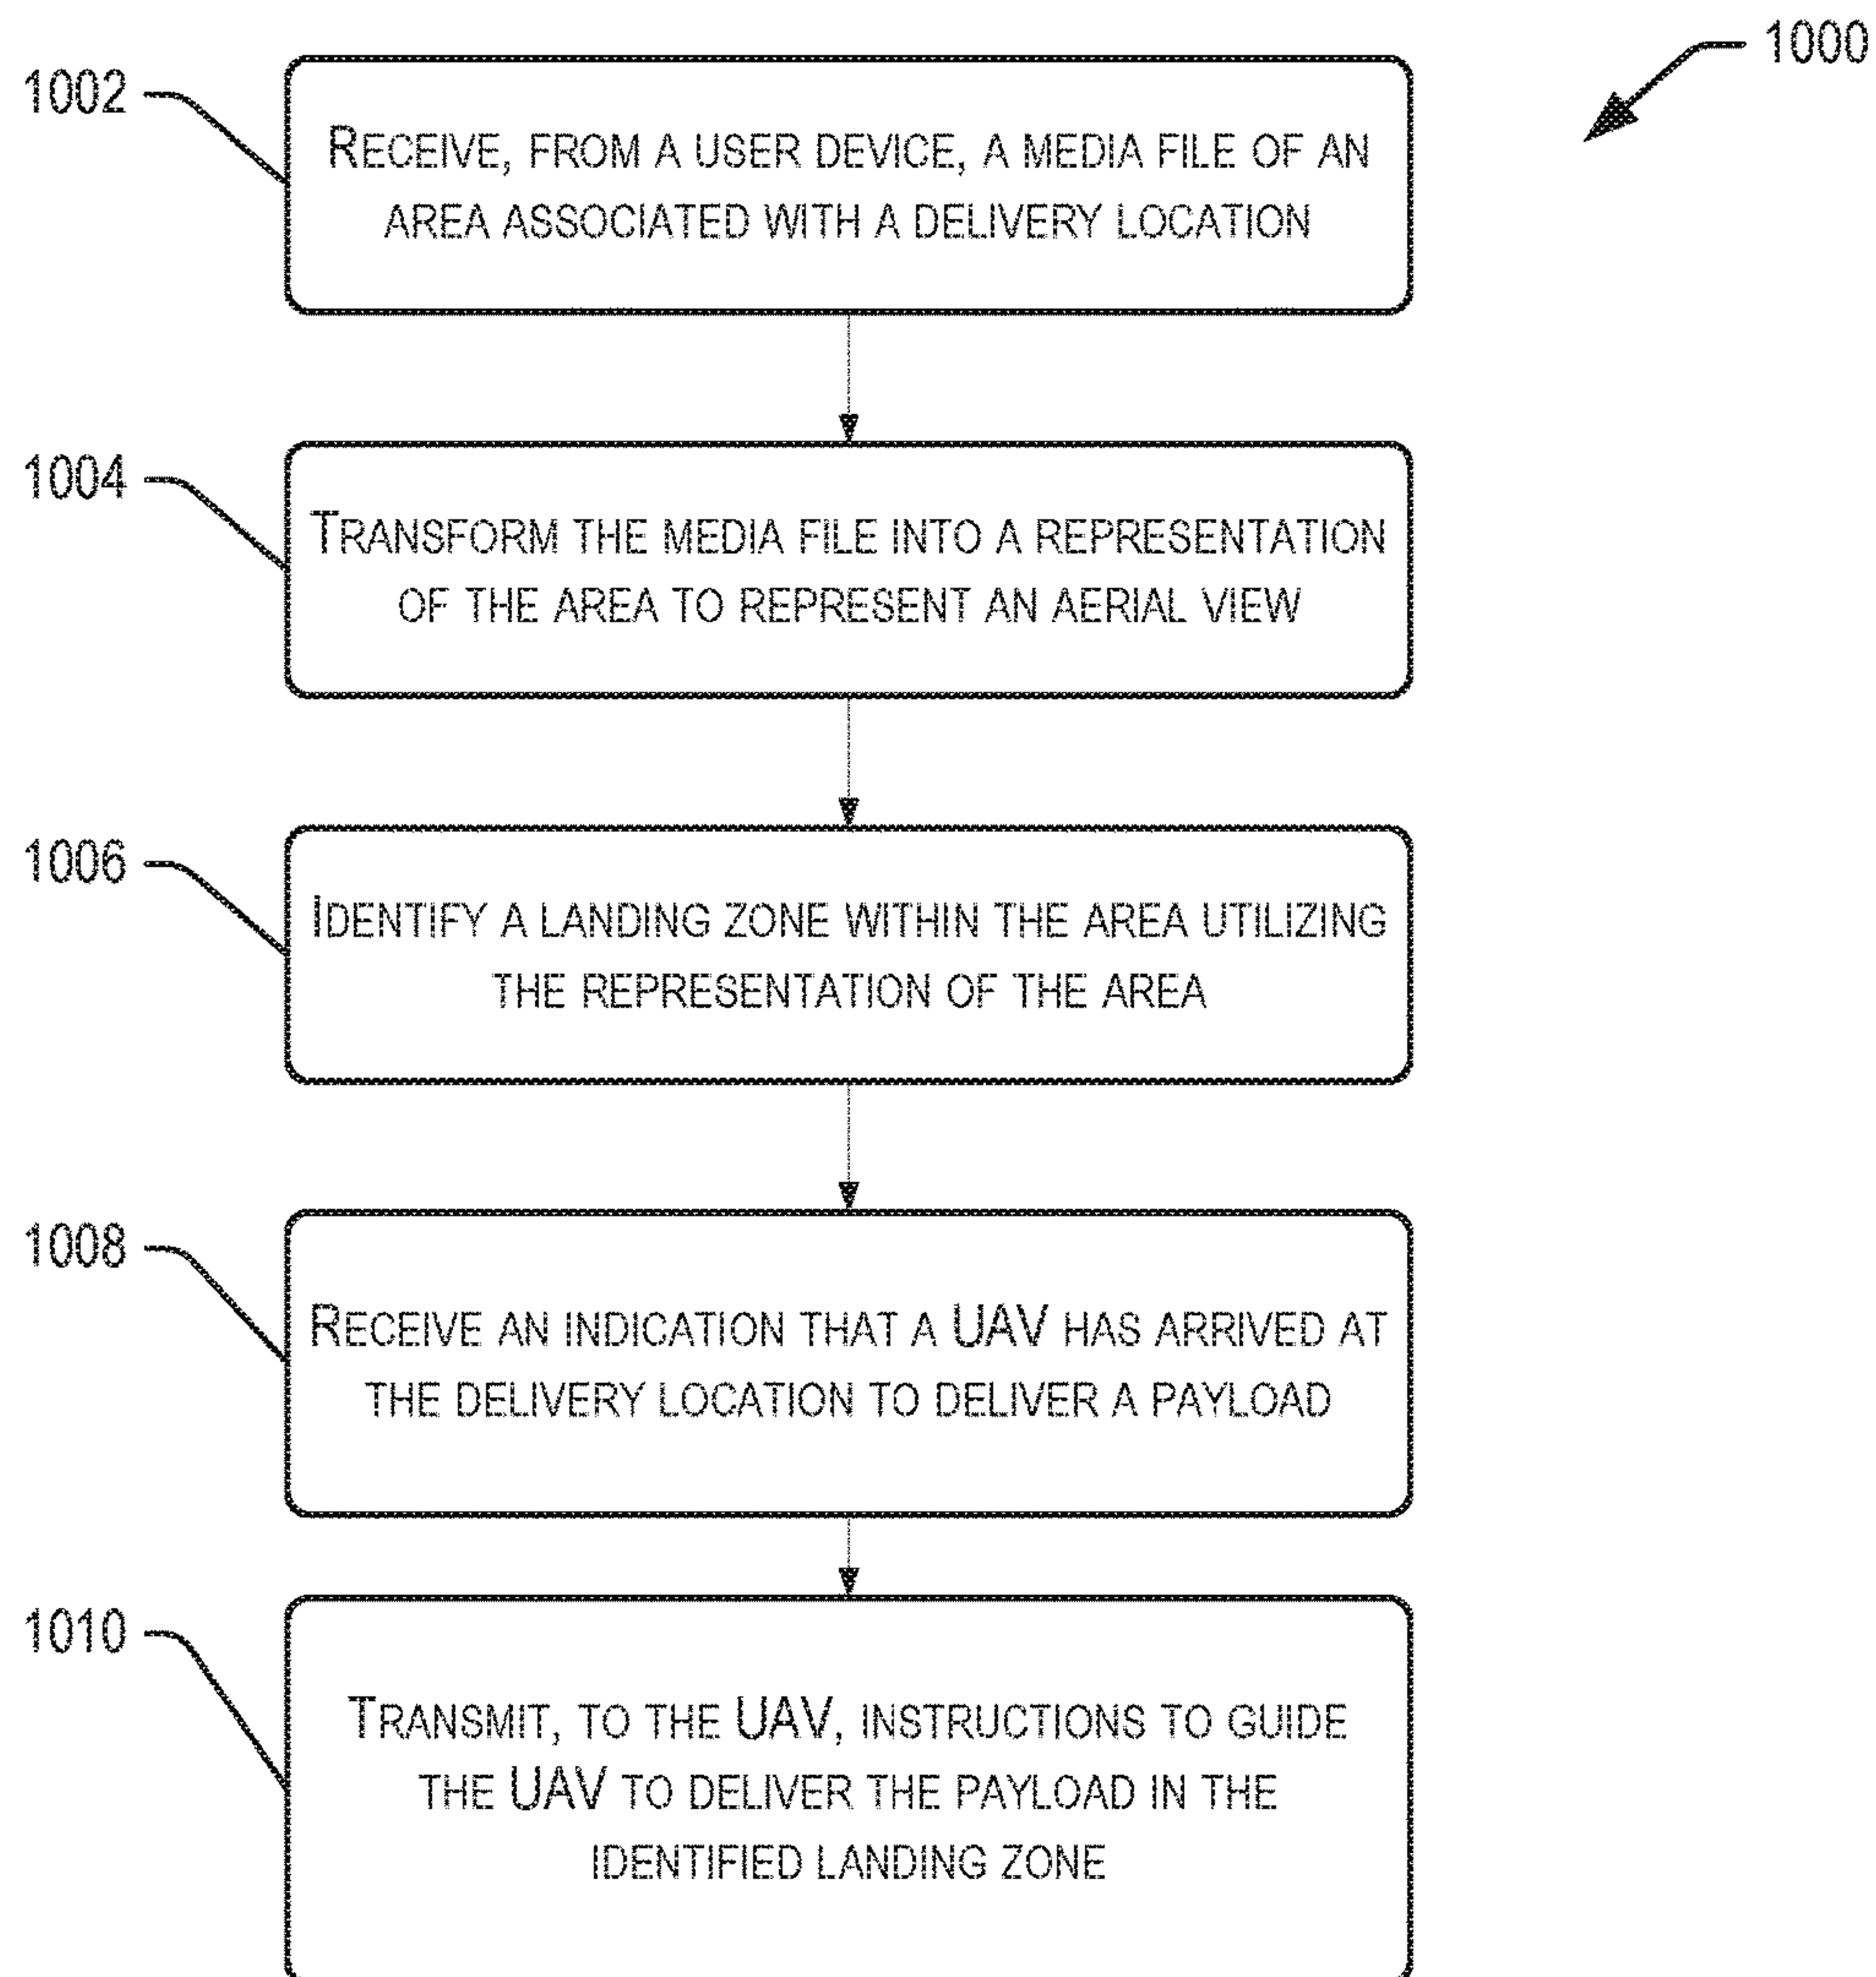 1000
1002
RECEIVE, FROM A USER DEVICE, A MEDIA FILE OF AN
AREA ASSOCIATED WITH A DELIVERY LOCATION
1004
TRANSFORM THE MEDIA FILE INTO A REPRESENTATION
OF THE AREA TO REPRESENT AN AERIAL VIEW
1006
IDENTIFY A LANDING ZONE WITHIN THE AREA UTILIZING
THE REPRESENTATION OF THE AREA
1008
RECEIVE AN INDICATION THAT A UAV HAS ARRIVED AT
THE DELIVERY LOCATION TO DELIVER A PAYLOAD
1010
TRANSMIT, TO THE UAV, INSTRUCTIONS TO GUIDE
THE UAV TO DELIVER THE PAYLOAD IN THE
IDENTIFIED LANDING ZONE